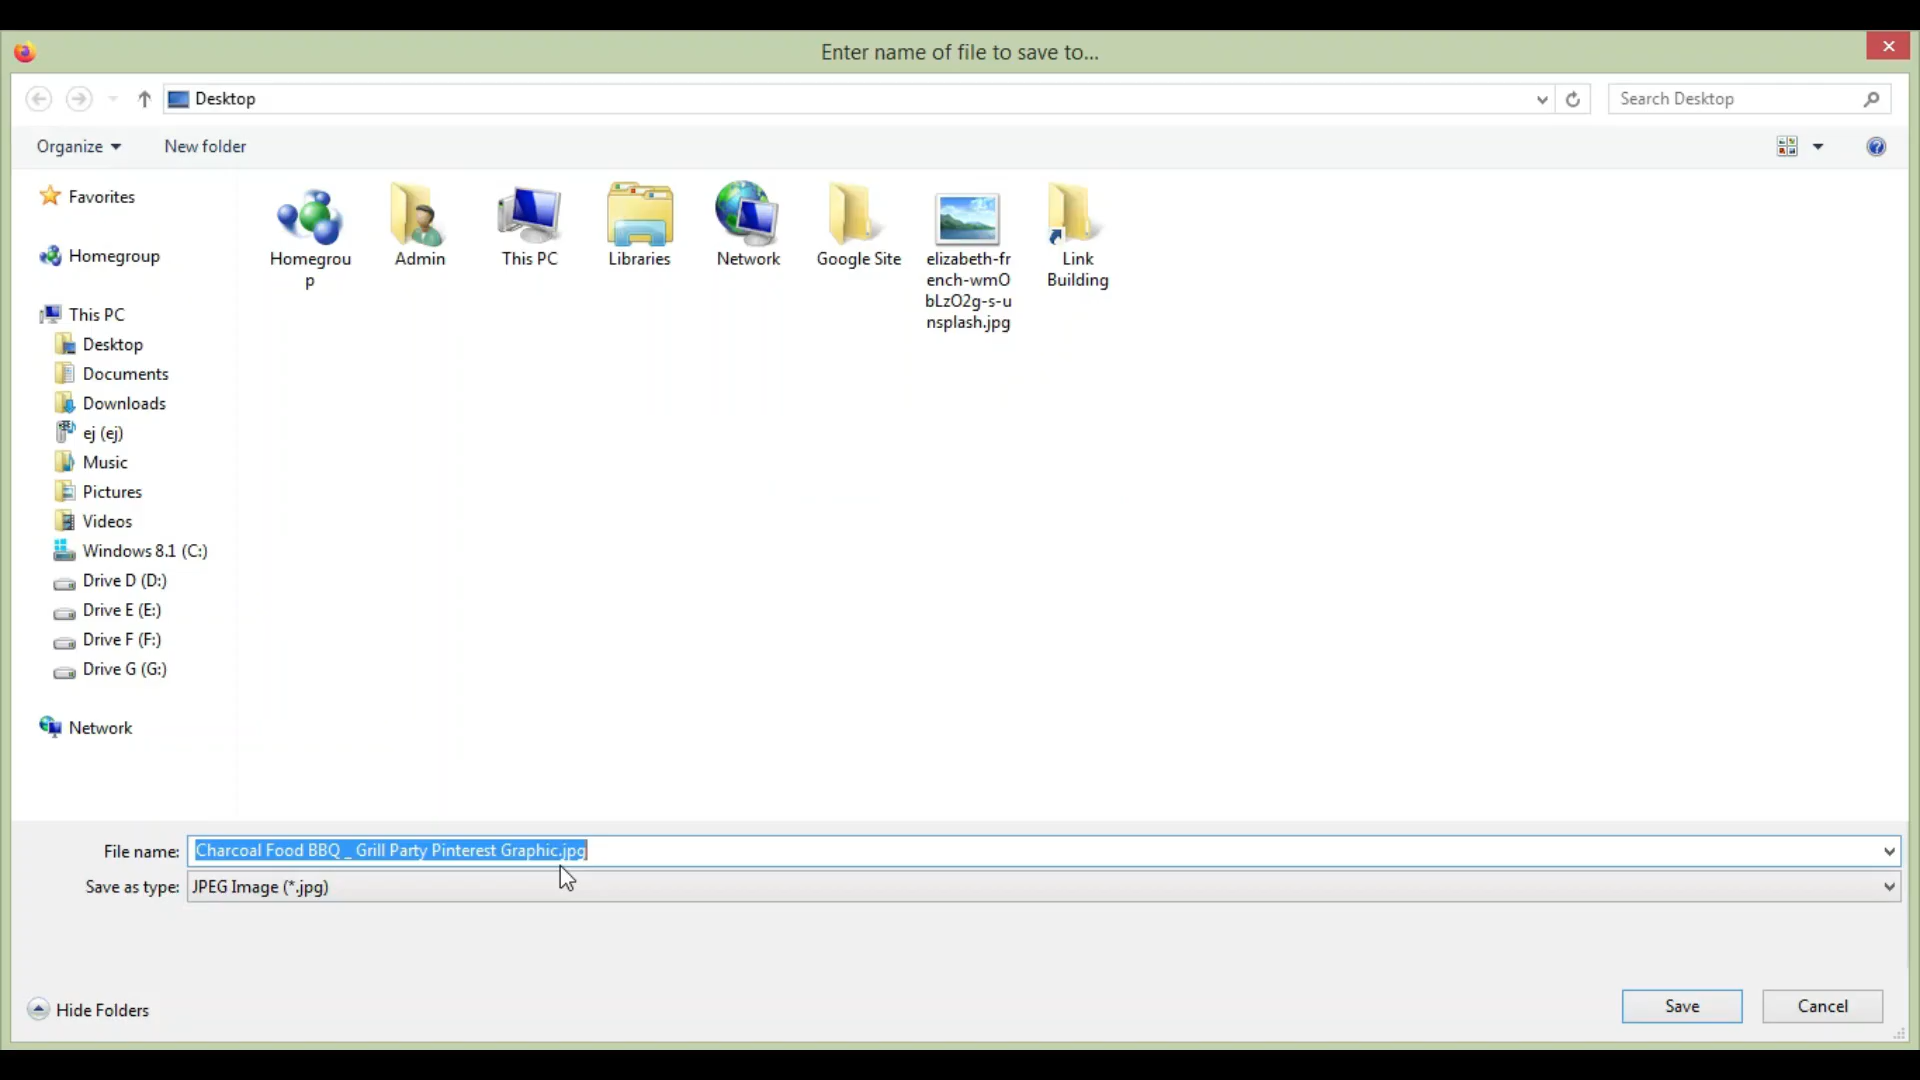 Enter name of file to save to...
Desktop
Search Desktop
Organize
New folder
Favorites
Homegroup
This PC
Desktop
Documents
Downloads
ej (ej)
Music
Pictures
Videos
Windows 8.1 (C:)
Drive D (D:)
Drive E (E:)
Drive F (F:)
Drive G (G:)
Network
Homegrou
p
Admin
This PC
Libraries
Network
Google Site
elizabeth-fr
ench-wmO
bLzO2g-s-u
nsplash.jpg
Link
Building
File name: Charcoal Food BBQ _ Grill Party Pinterest Graphic.jpg
Save as type: JPEG Image (*.jpg)
Hide Folders
Save
Cancel